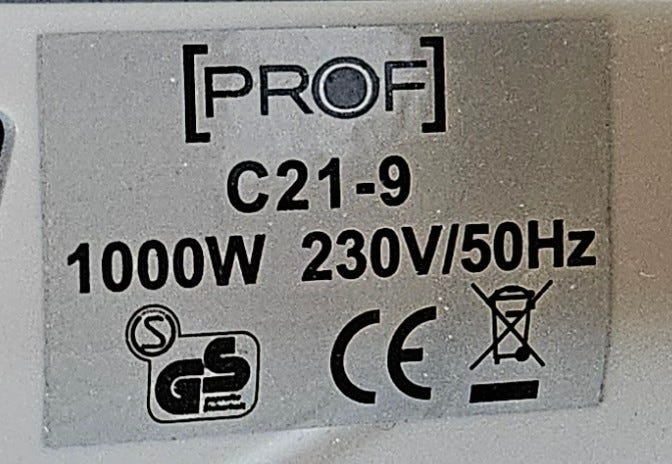 [PROF]
C21-9
1000W 230V/50Hz
S
GS
CE